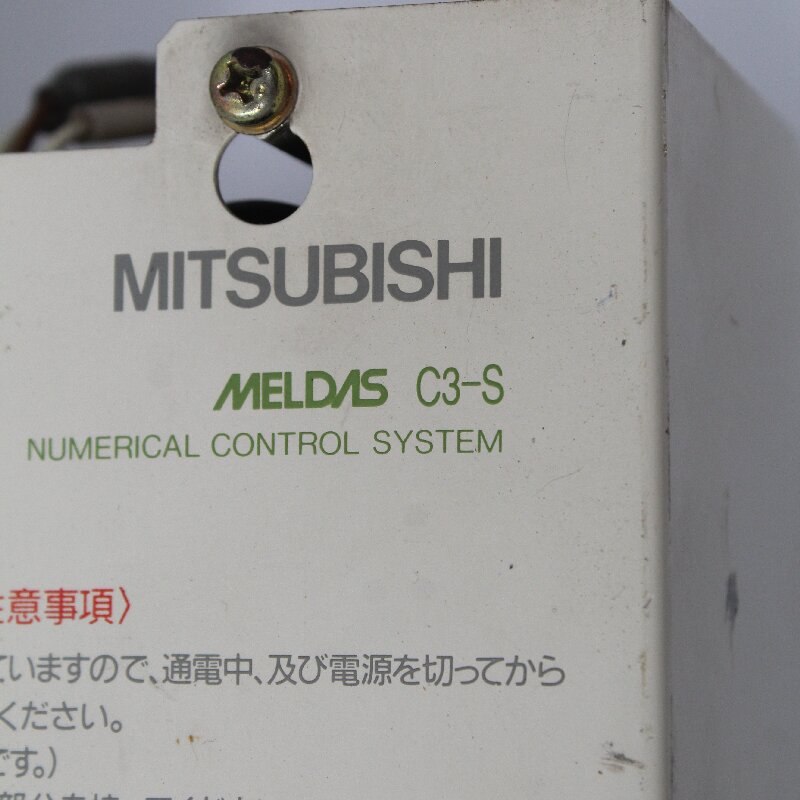 MITSUBISHI
MELDAS C3-S
NUMERICAL CONTROL SYSTEM
意事項〉
ていますので、通電中、及び電源を切ってから
ください。
です。)